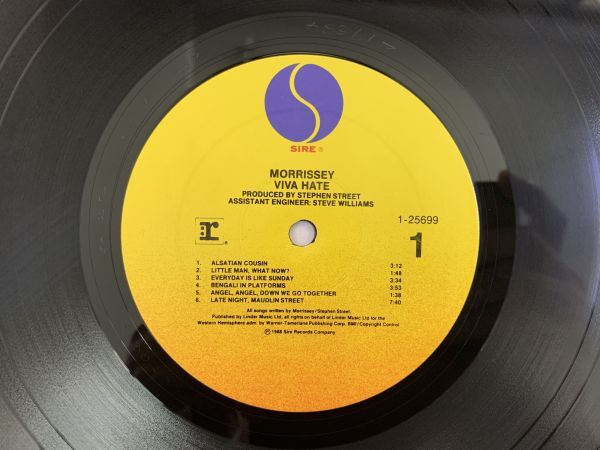 SIRE ®
MORRISSEY
VIVA HATE
PRODUCED BY STEPHEN STREET
ASSISTANT ENGINEER: STEVE WILLIAMS
r ®
1-25699
1
1. ALSATIAN COUSIN 3:12
2. LITTLE MAN, WHAT NOW? 1:48
3. EVERYDAY IS LIKE SUNDAY 3:34
4. BENGALI IN PLATFORMS 3:53
5. ANGEL, ANGEL, DOWN WE GO TOGETHER 1:38
6. LATE NIGHT, MAUDLIN STREET 7:40
All songs written by Morrissey/Stephen Street.
Published by Linder Music Ltd, all rights on behalf of Linder Music Ltd for the
Western Hemisphere adm. by Warner-Tamerlane Publishing Corp. BMI/Copyright Control
℗©1988 Sire Records Company